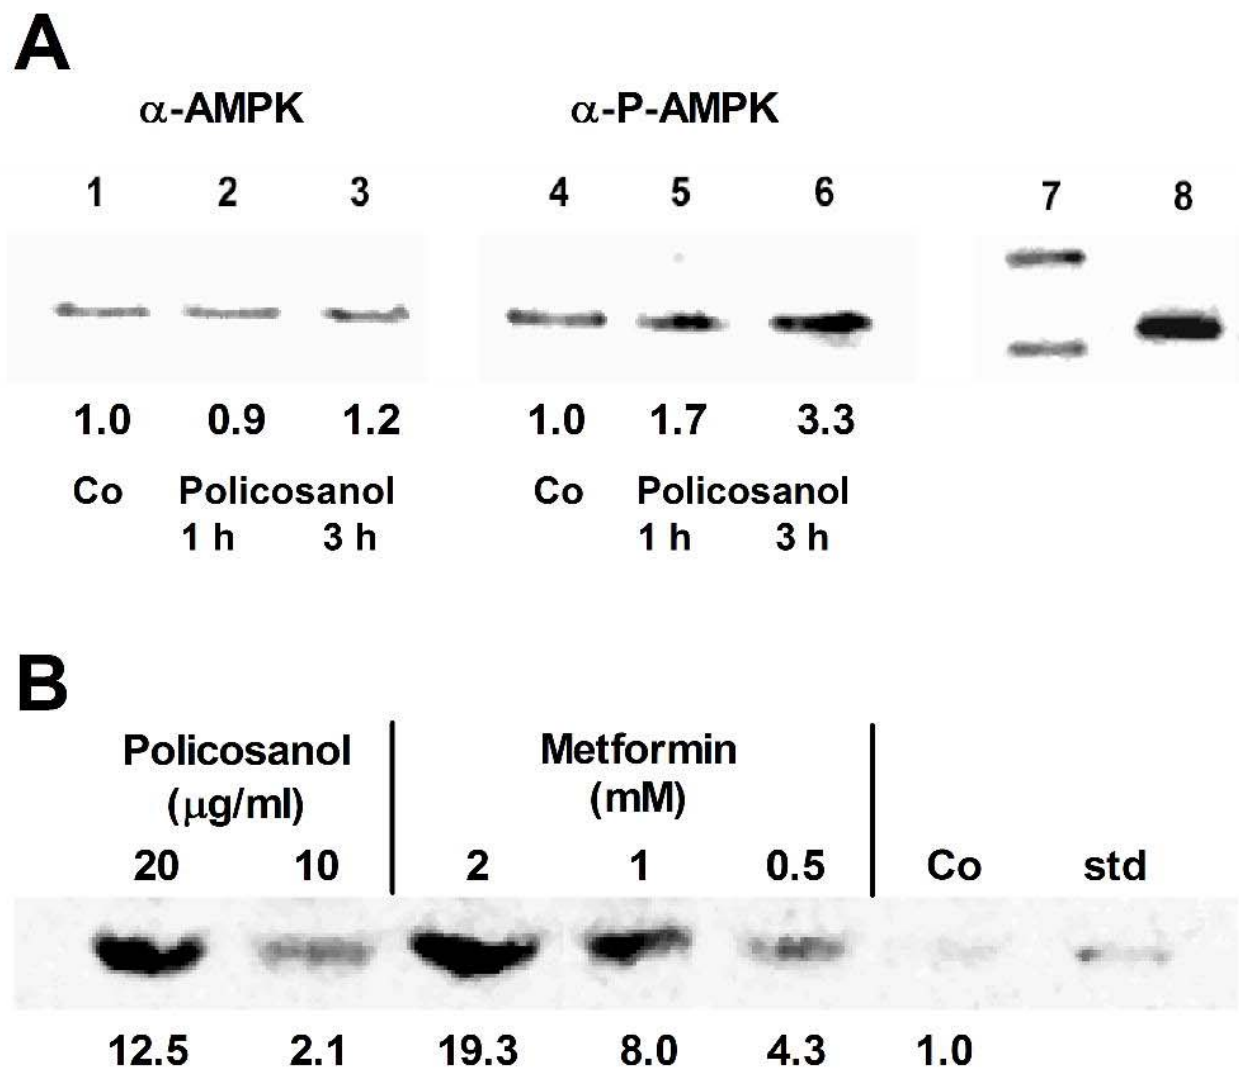 A
α-AMPK α-P-AMPK
1 2 3 4 5 6 7 8
1.0 0.9 1.2 1.0 1.7 3.3
Co Policosanol Co Policosanol
1 h 3 h 1 h 3 h
B
Policosanol Metformin
(μg/ml) (mM)
20 10 2 1 0.5 Co std
12.5 2.1 19.3 8.0 4.3 1.0